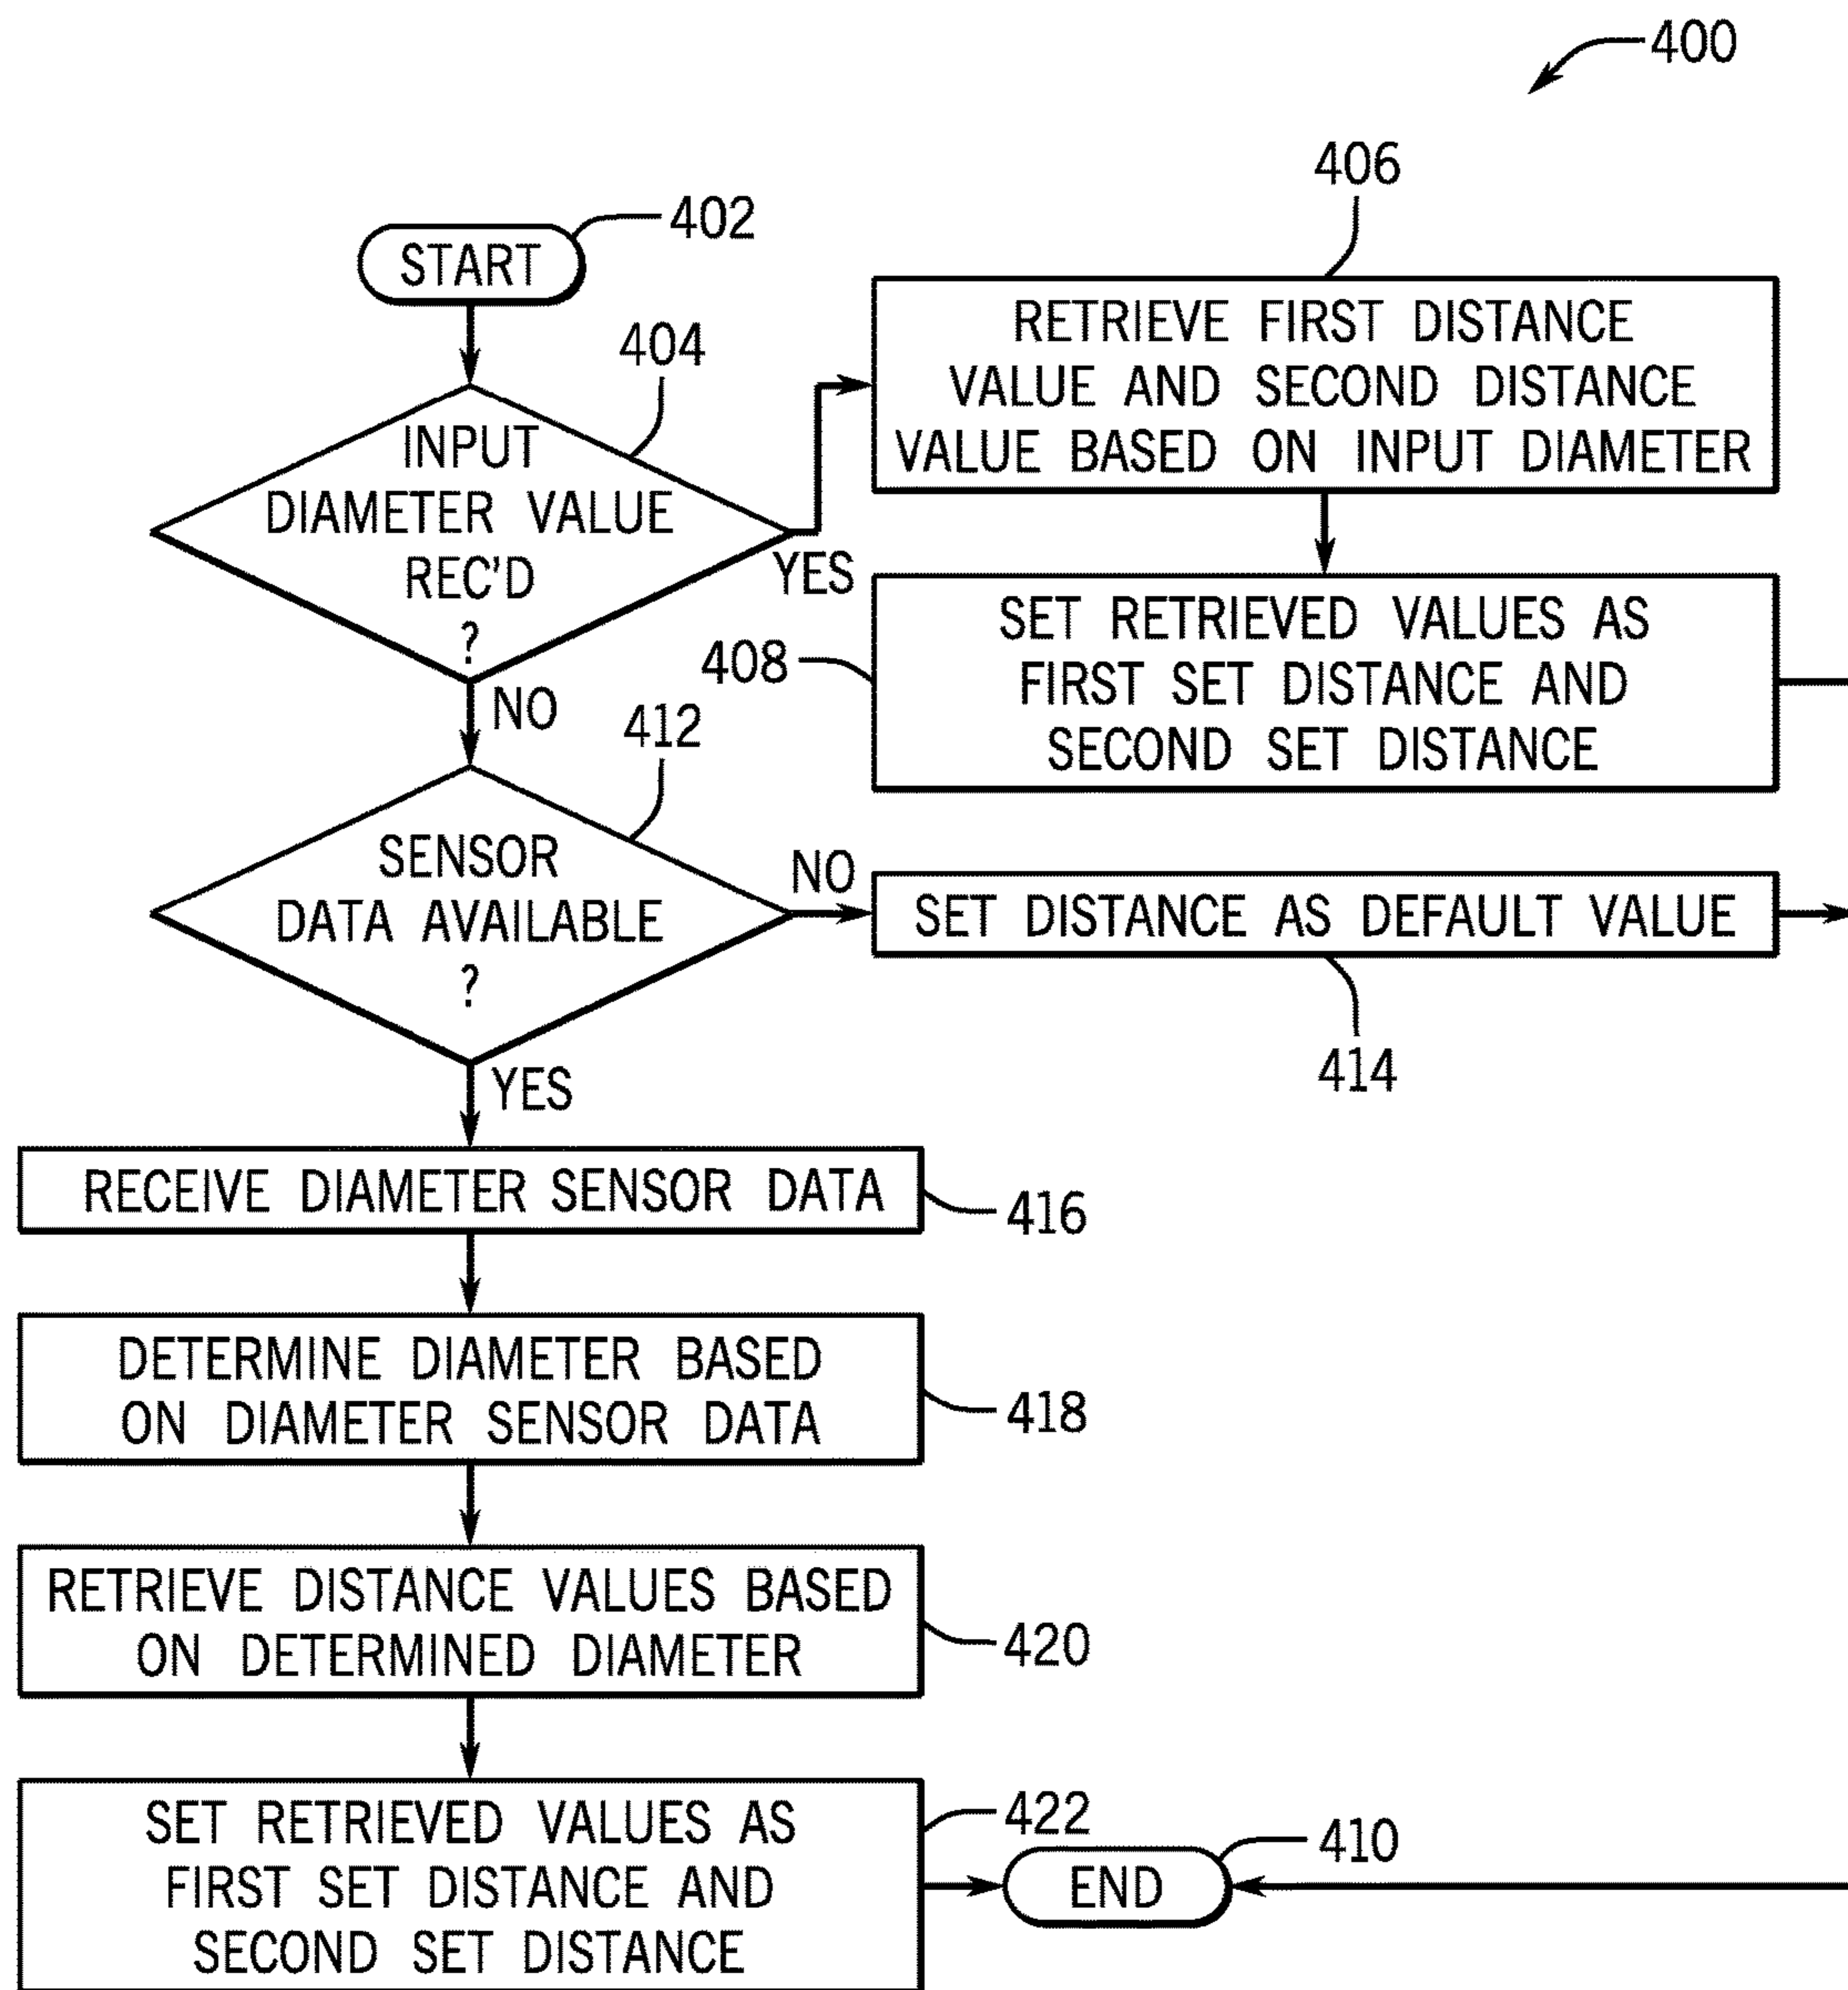 400
402
START
404
INPUT
DIAMETER VALUE
REC'D
?
YES
NO
406
RETRIEVE FIRST DISTANCE
VALUE AND SECOND DISTANCE
VALUE BASED ON INPUT DIAMETER
408
SET RETRIEVED VALUES AS
FIRST SET DISTANCE AND
SECOND SET DISTANCE
412
SENSOR
DATA AVAILABLE
?
NO
YES
SET DISTANCE AS DEFAULT VALUE
414
RECEIVE DIAMETER SENSOR DATA
416
DETERMINE DIAMETER BASED
ON DIAMETER SENSOR DATA
418
RETRIEVE DISTANCE VALUES BASED
ON DETERMINED DIAMETER
420
SET RETRIEVED VALUES AS
FIRST SET DISTANCE AND
SECOND SET DISTANCE
422
END
410